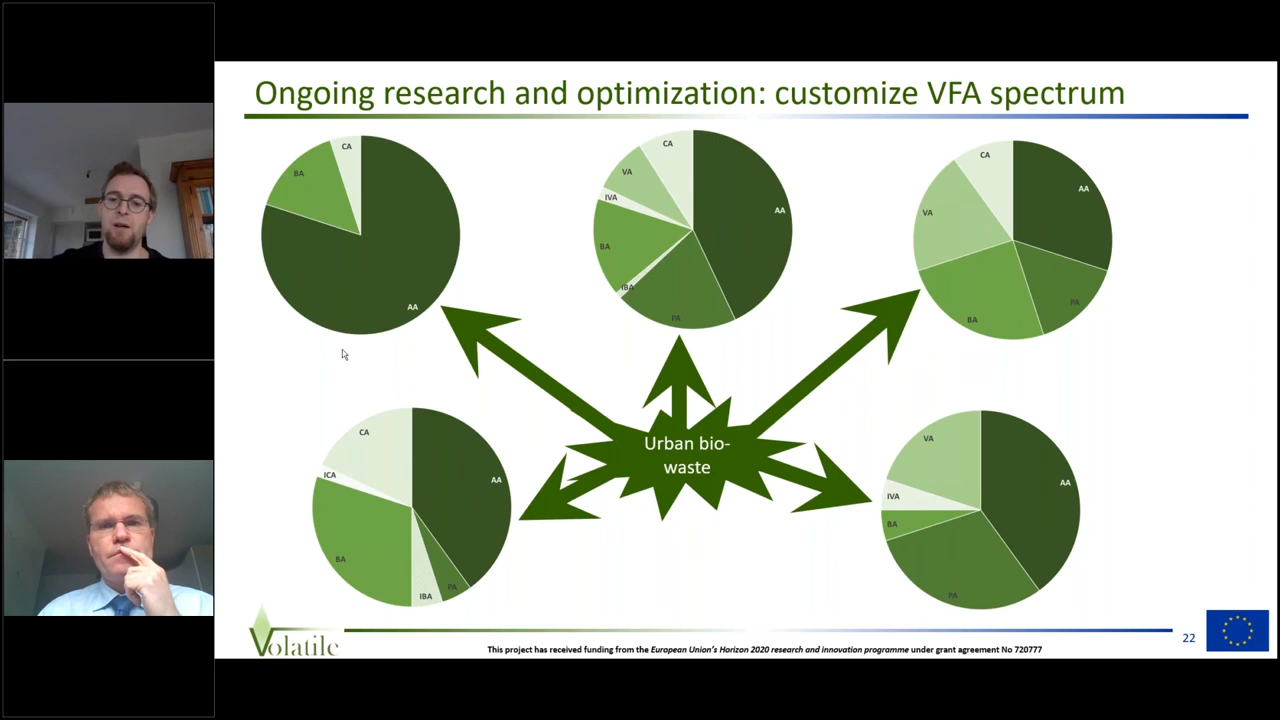 Ongoing research and optimization: customize VFA spectrum
CA
BA
AA
CA
VA
IVA
BA
IBA
PA
AA
CA
VA
BA
PA
AA
Urban bio-
waste
CA
ICA
BA
IBA
PA
AA
VA
IVA
BA
PA
AA
Volatile
This project has received funding from the European Union's Horizon 2020 research and innovation programme under grant agreement No 720777
22